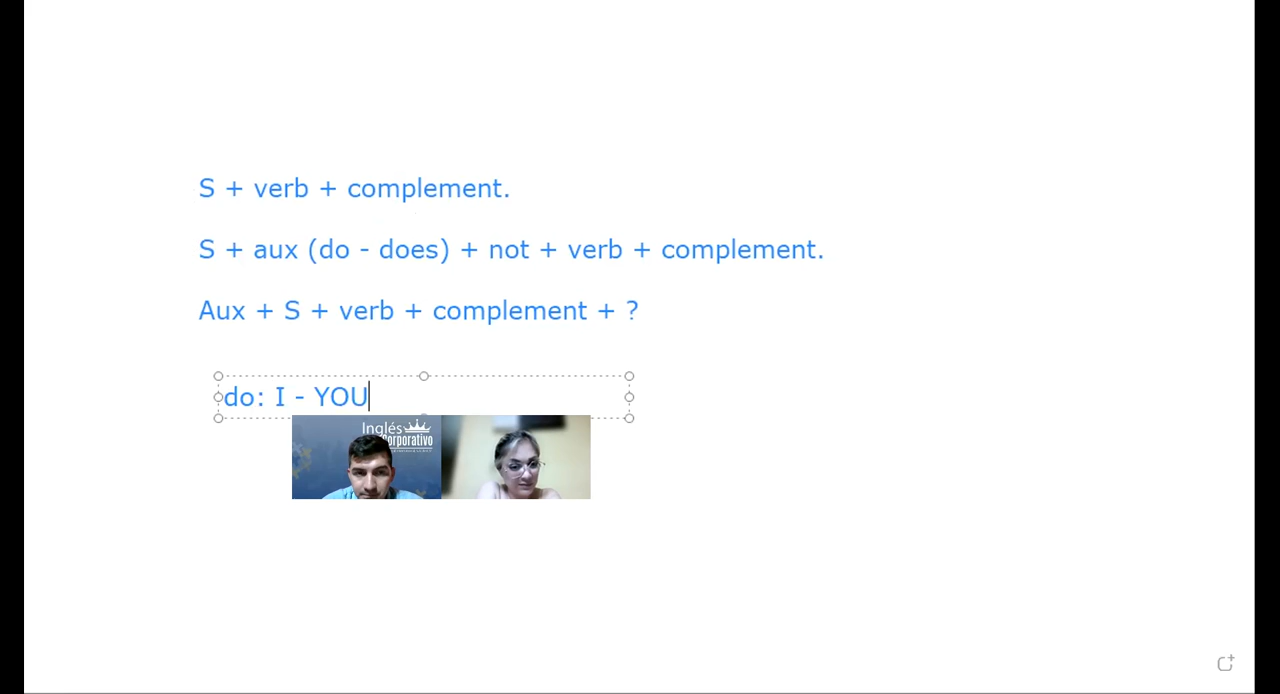 S + verb + complement.
S + aux (do - does) + not + verb + complement.
Aux + S + verb + complement + ?
do: I - YOU
Inglés
Corporativo